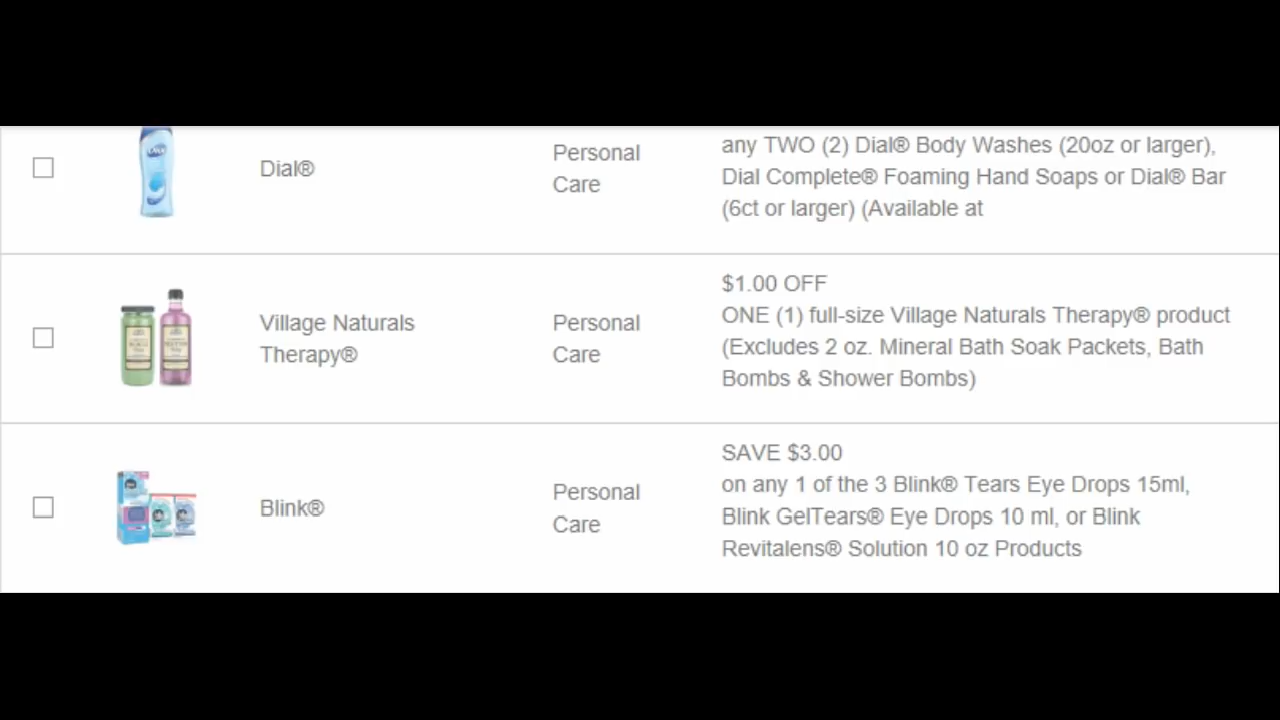 any TWO (2) Dial® Body Washes (20oz or larger),
Dial®
Personal
Care
Dial Complete® Foaming Hand Soaps or Dial® Bar
(6ct or larger) (Available at
Village Naturals
Therapy®
Personal
Care
$1.00 OFF
ONE (1) full-size Village Naturals Therapy® product
(Excludes 2 oz. Mineral Bath Soak Packets, Bath
Bombs & Shower Bombs)
Blink®
Personal
Care
SAVE $3.00
on any 1 of the 3 Blink® Tears Eye Drops 15ml,
Blink GelTears® Eye Drops 10 ml, or Blink
Revitalens® Solution 10 oz Products